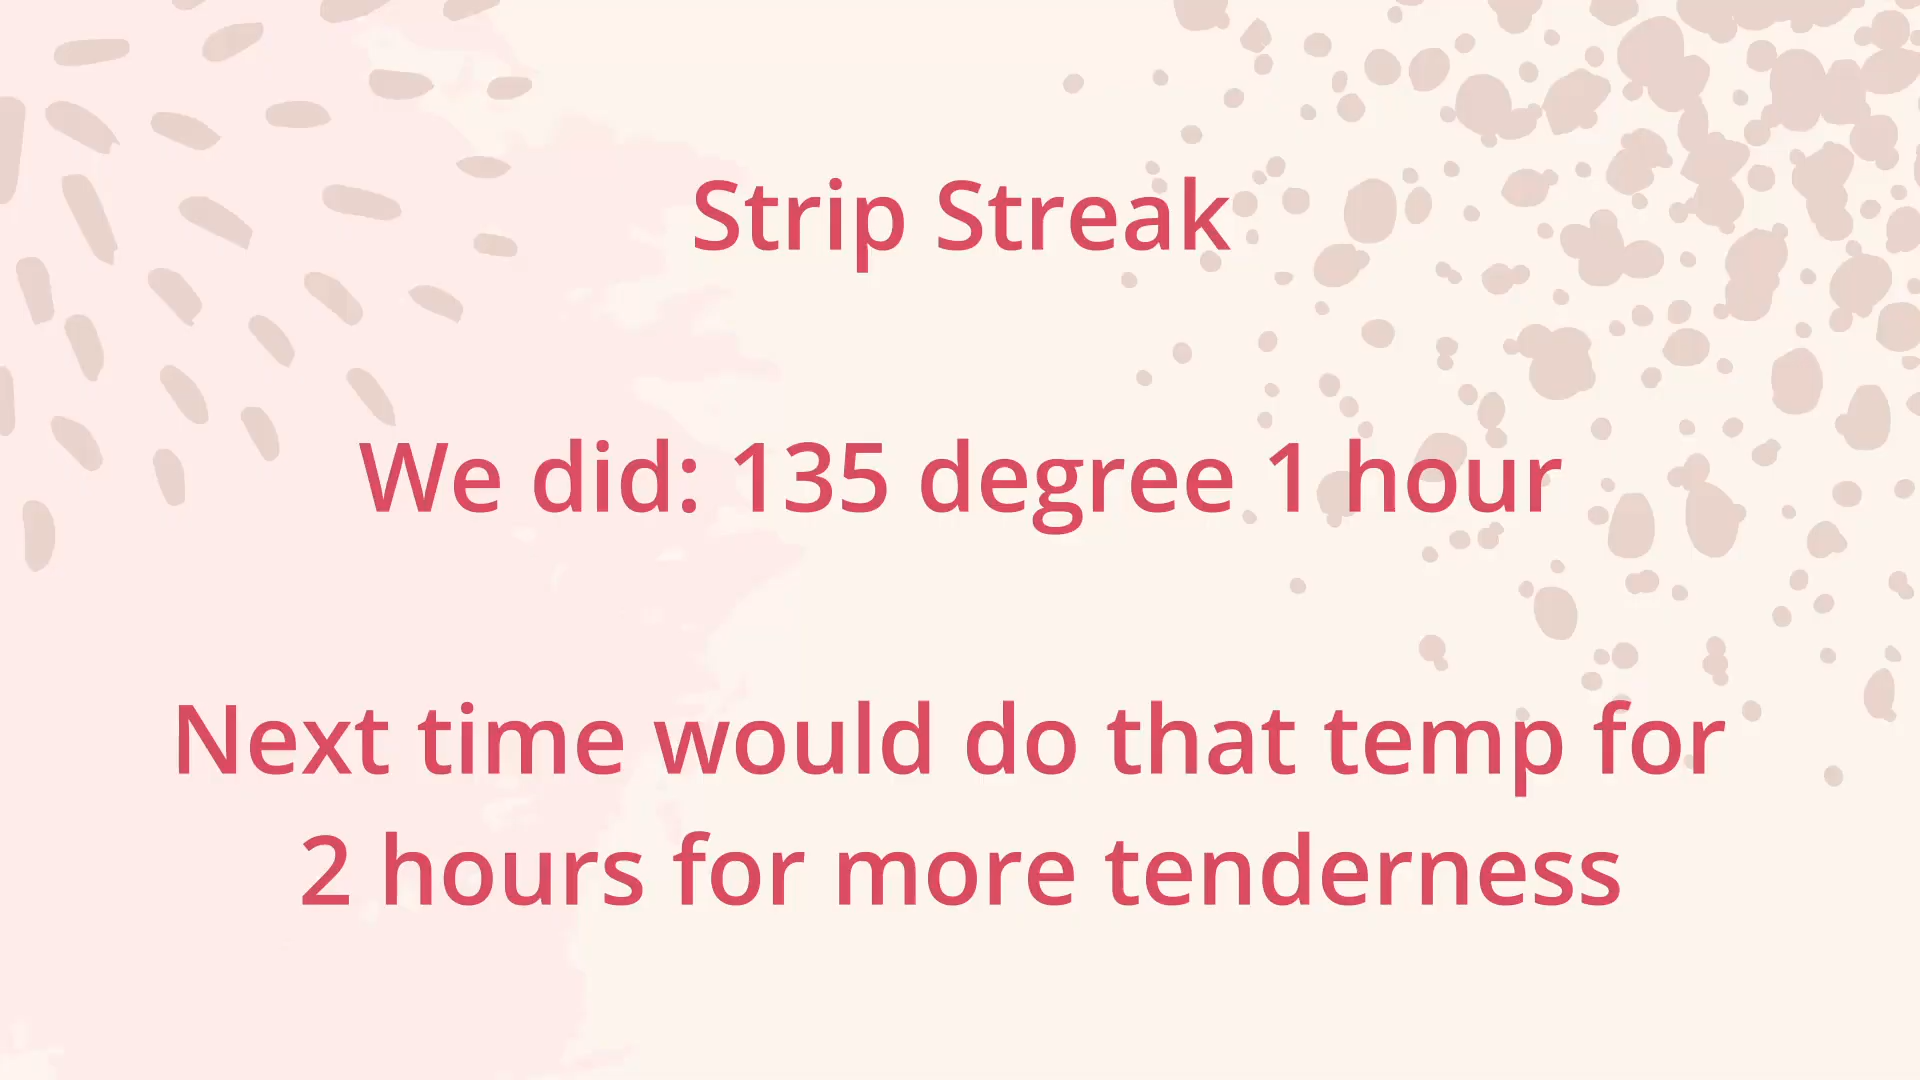 Strip Streak
We did: 135 degree 1 hour
Next time would do that temp for
2 hours for more tenderness